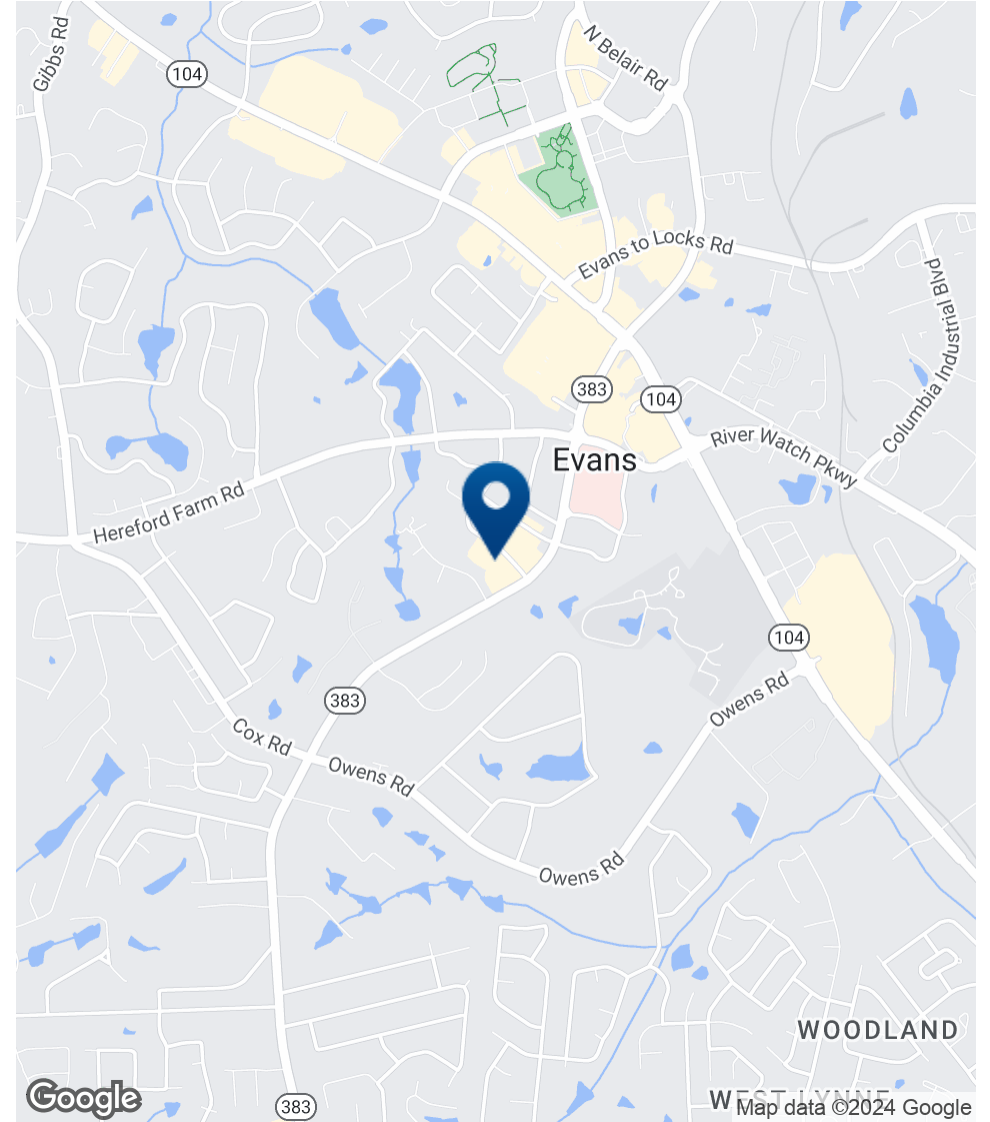 Gibbs Rd
N Belair Rd
104
Evans to Locks Rd
Columbia Industrial Blvd
383
104
River Watch Pkwy
Evans
Hereford Farm Rd
104
383
Owens Rd
Cox Rd
Owens Rd
Owens Rd
WOODLAND
WEST LYNNE
Google
383
Map data ©2024 Google